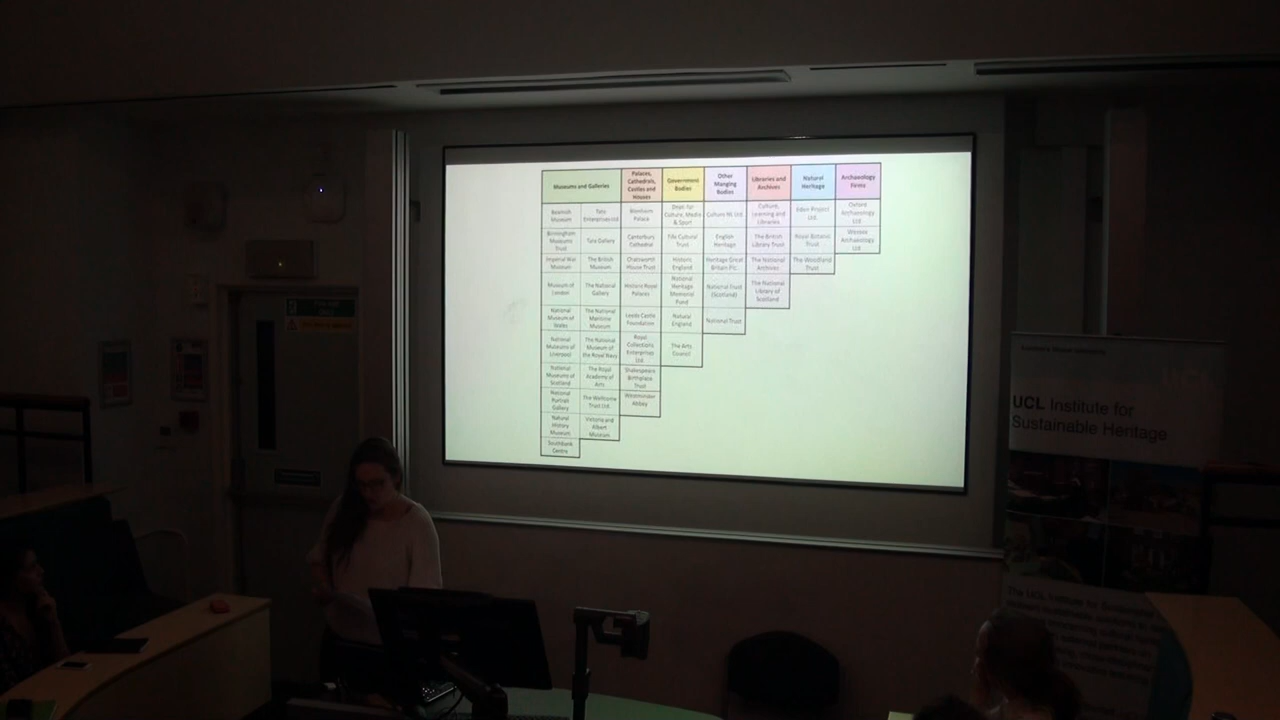 Museums and Galleries
Palaces,
Cathedrals,
Castles and
Houses
Government
Bodies
Other
Manging
Bodies
Libraries and
Archives
Natural
Heritage
Archaeology
Firms
Beamish
Museum
Tate
Enterprises Ltd
Blenheim
Palace
Dept. for
Culture, Media
& Sport
Culture NI Ltd
Culture,
Learning and
Libraries
Eden Project
Ltd.
Oxford
Archaeology
Ltd
Birmingham
Museums
Trust
Tate Gallery
Canterbury
Cathedral
Fife Cultural
Trust
English
Heritage
The British
Library Trust
Royal Botanic
Trust
Wessex
Archaeology
Ltd
Imperial War
Museum
The British
Museum
Chatsworth
House Trust
Historic
England
Heritage Great
Britain Plc.
The National
Archives
The Woodland
Trust
Museum of
London
The National
Gallery
Historic Royal
Palaces
National
Heritage
Memorial
Fund
National Trust
(Scotland)
The National
Library of
Scotland
National
Museum of
Wales
The National
Maritime
Museum
Leeds Castle
Foundation
Natural
England
National Trust
National
Museums of
Liverpool
The National
Museum of
the Royal Navy
Royal
Collections
Enterprises
Ltd
The Arts
Council
National
Museums of
Scotland
The Royal
Academy of
Arts
Shakespeare
Birthplace
Trust
National
Portrait
Gallery
The Wellcome
Trust Ltd.
Westminster
Abbey
Natural
History
Museum
Victoria and
Albert
Museum
Southbank
Centre
UCL Institute for
Sustainable Heritage
The UCL Institute for Sustainable